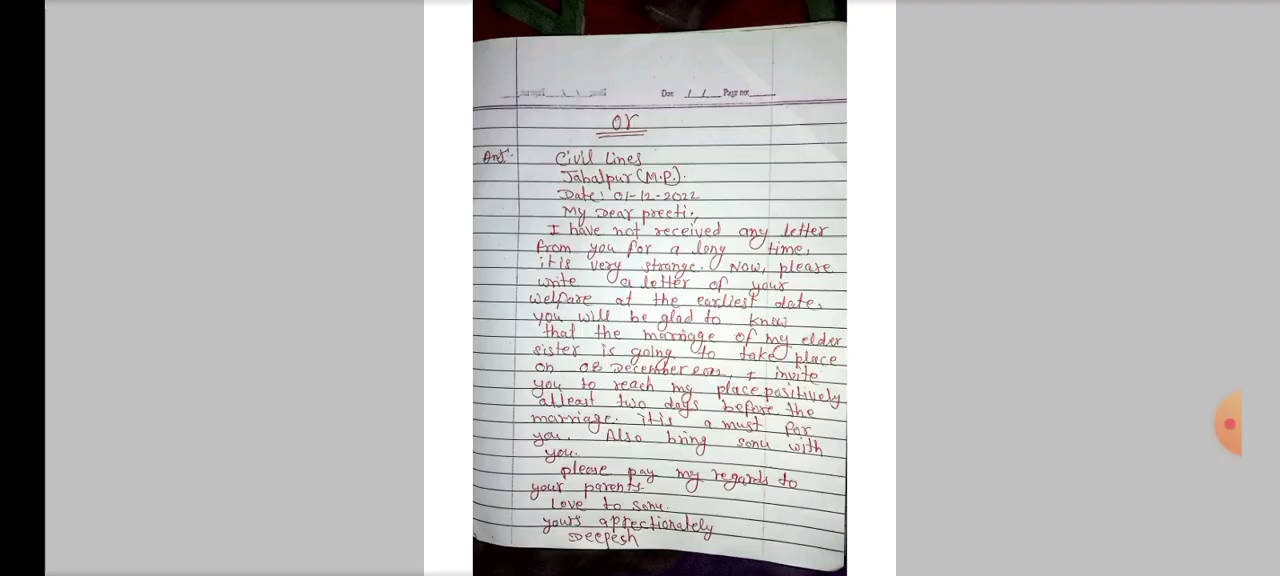 Date / / Page no:
or
Ans:- Civil lines
Jabalpur (M.P.).
Date: 01-12-2022
My Dear preeti.,
I have not received any letter
from you for a long time,
it is very strange. Now, please
write a letter of your
welfare at the earliest date,
you will be glad to know
that the marriage of my elder
sister is going to take place
on 08 December 2022, I invite
you to reach my place positively
atleast two days before the
marriage. it is a must for
you. Also bring sonu with
you.
please pay my regards to
your parents.
Love to sonu.
yours affectionately
Deepesh